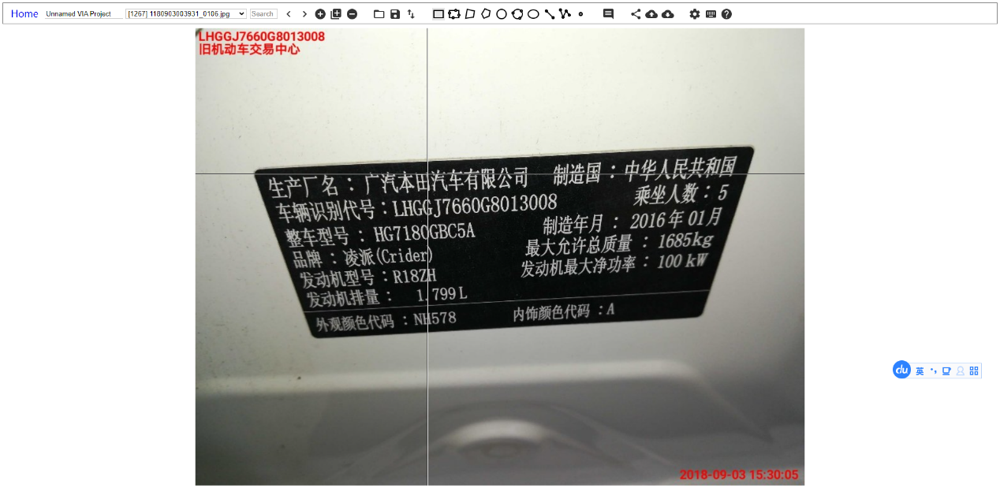 Home Unnamed VIA Project [1267] 1180903003931_0106.jpg Search
LHGGJ7660G8013008
旧机动车交易中心
生产厂名：广汽本田汽车有限公司 制造国：中华人民共和国
车辆识别代号：LHGGJ7660G8013008 乘坐人数：5
整车型号：HG7180GBC5A 制造年月：2016年01月
品牌：凌派(Crider) 最大允许总质量：1685kg
发动机型号：R18ZH 发动机最大净功率：100 kW
发动机排量：1.799L
外观颜色代码：NH578 内饰颜色代码：A
du 英
2018-09-03 15:30:05